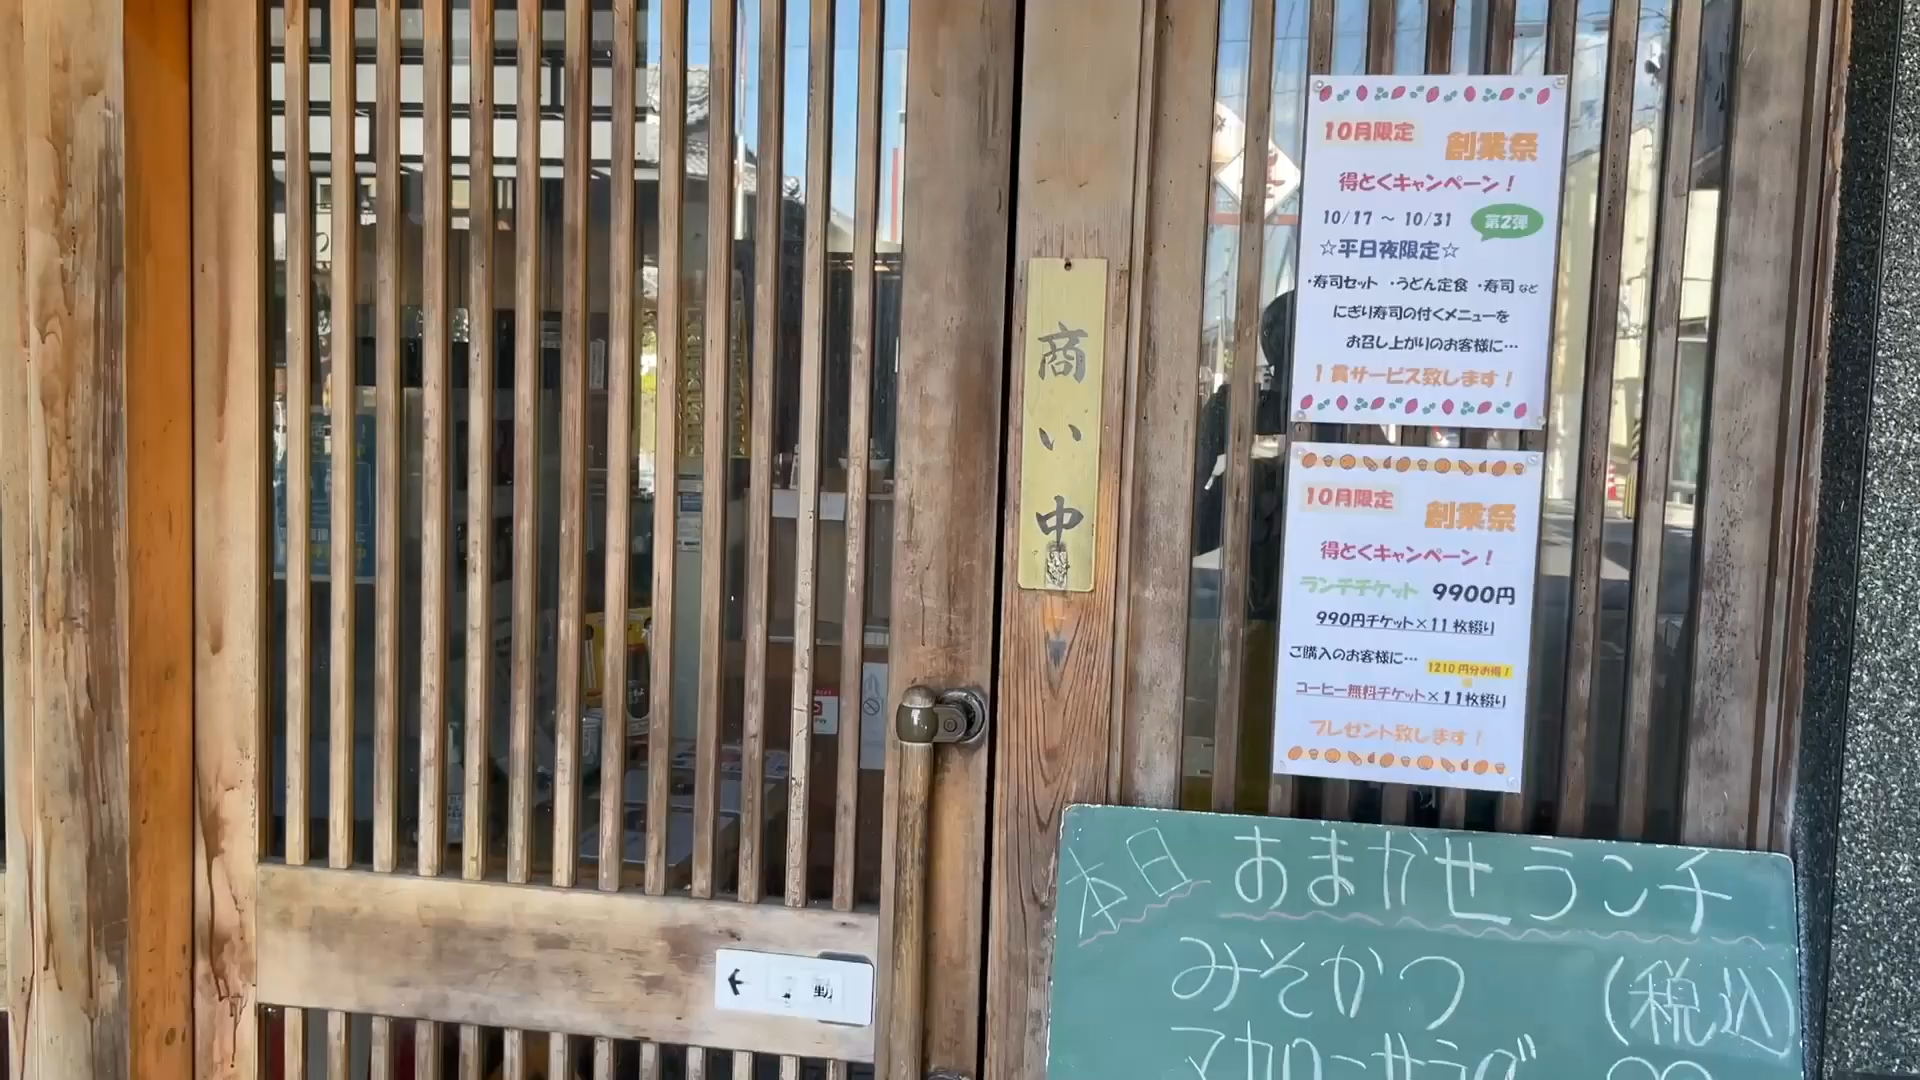 商い中
10月限定
創業祭
得とくキャンペーン！
10/17 ～ 10/31
第2弾
☆平日夜限定☆
・寿司セット ・うどん定食 ・寿司 など
にぎり寿司の付くメニューを
お召し上がりのお客様に…
1貫サービス致します！
10月限定
創業祭
得とくキャンペーン！
ランチチケット 9900円
990円チケット×11枚綴り
ご購入のお客様に…
1210円分お得！
コーヒー無料チケット×11枚綴り
プレゼント致します！
本日 おまかせランチ
みそかつ (税込)
マカロニサラダ
動